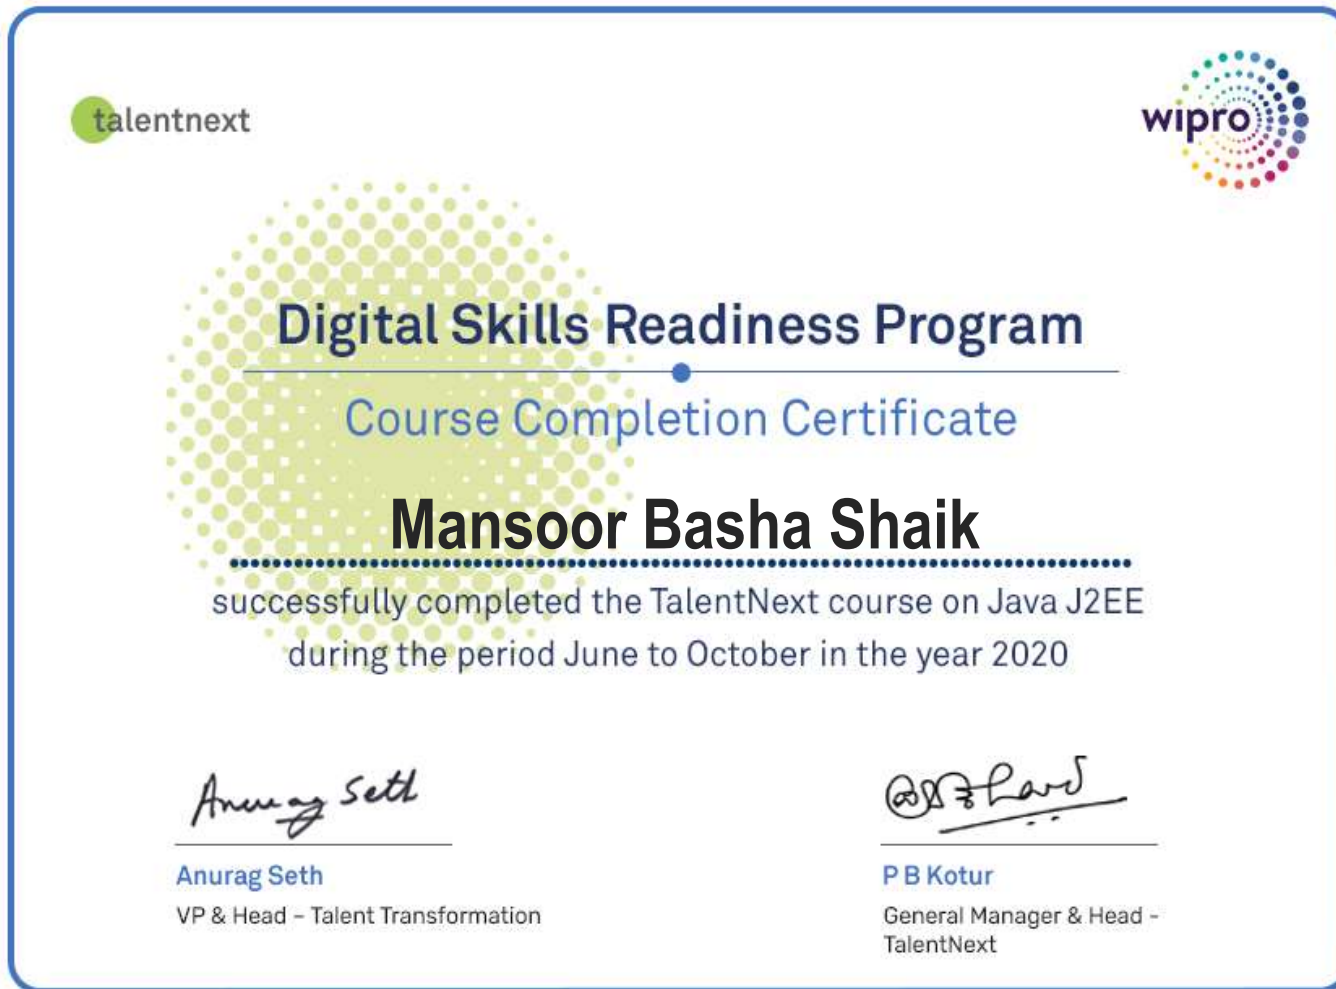 talentnext
wipro
Digital Skills Readiness Program
Course Completion Certificate
Mansoor Basha Shaik
successfully completed the TalentNext course on Java J2EE
during the period June to October in the year 2020
Anurag Seth
Anurag Seth
VP & Head – Talent Transformation
P B Kotur
General Manager & Head -
TalentNext